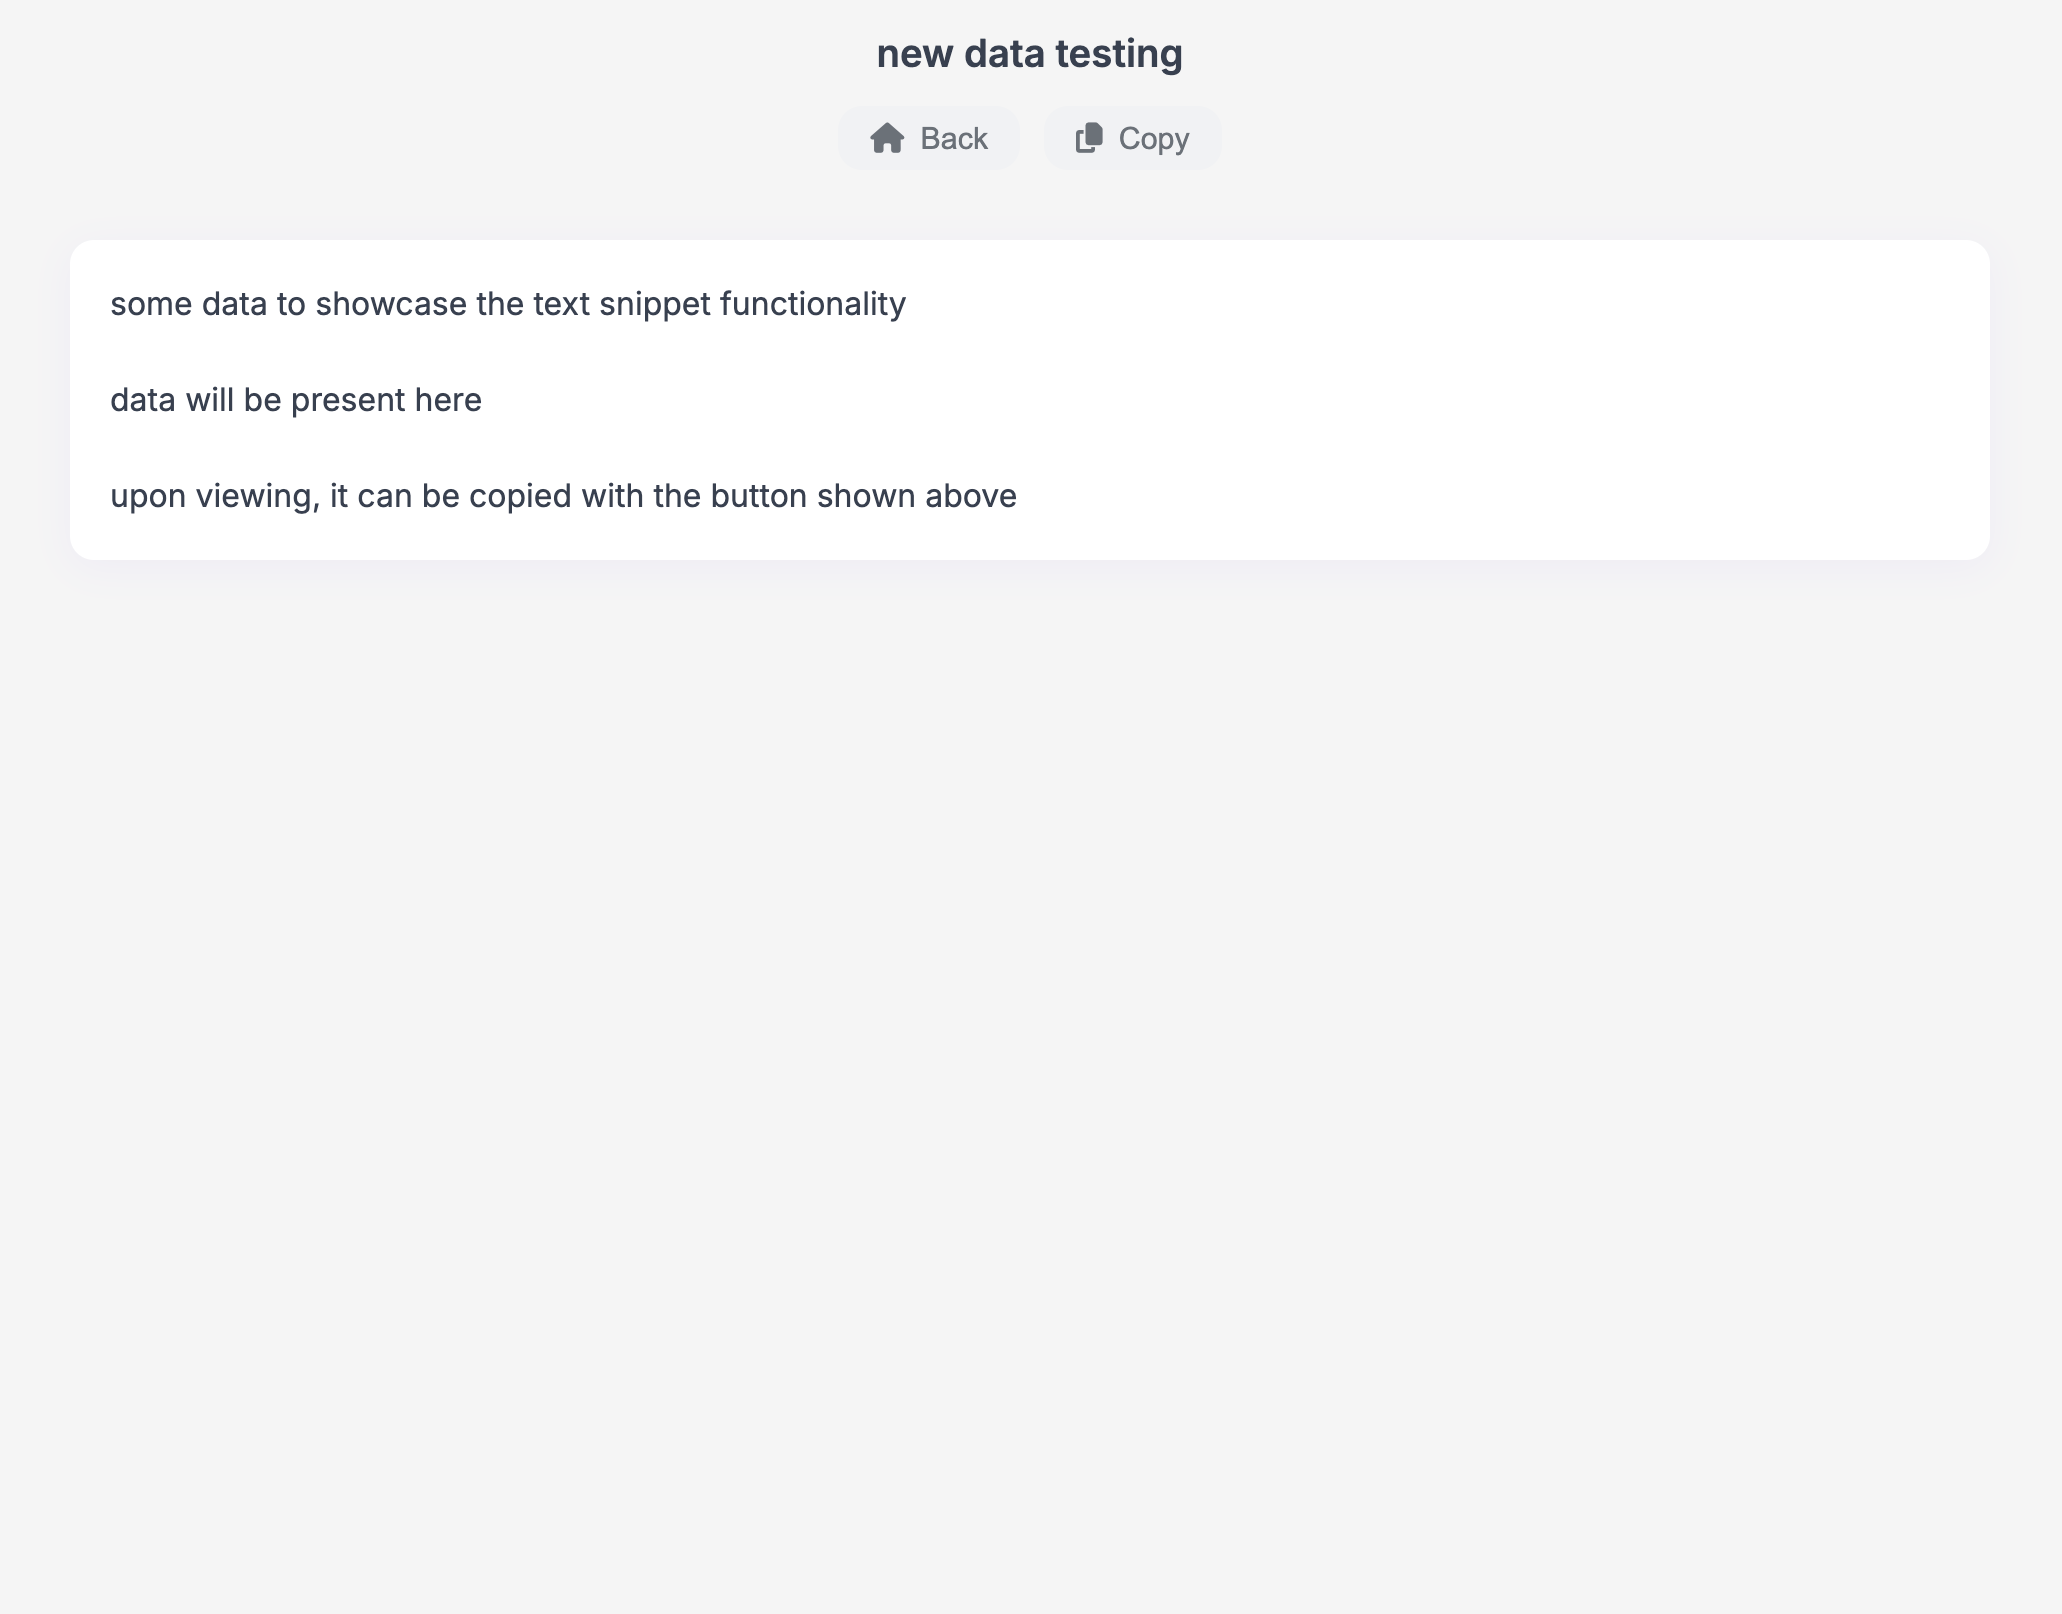 new data testing
Back
Copy
some data to showcase the text snippet functionality
data will be present here
upon viewing, it can be copied with the button shown above